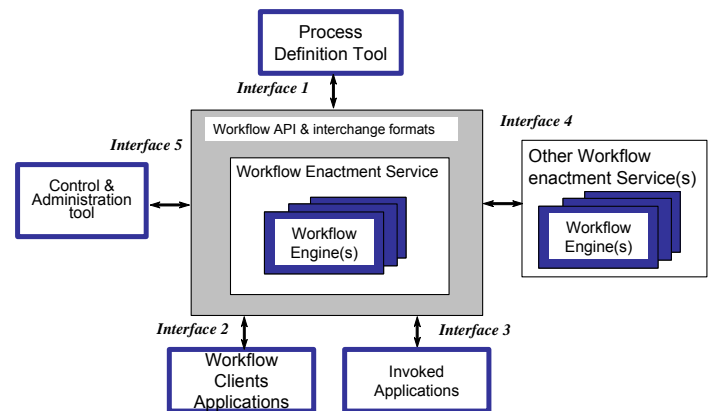 Process
Definition Tool
Interface 1
Workflow API & interchange formats
Interface 4
Interface 5
Workflow Enactment Service
Other Workflow
enactment Service(s)
Control &
Administration
tool
Workflow
Engine(s)
Workflow
Engine(s)
Interface 2
Interface 3
Workflow
Clients
Applications
Invoked
Applications